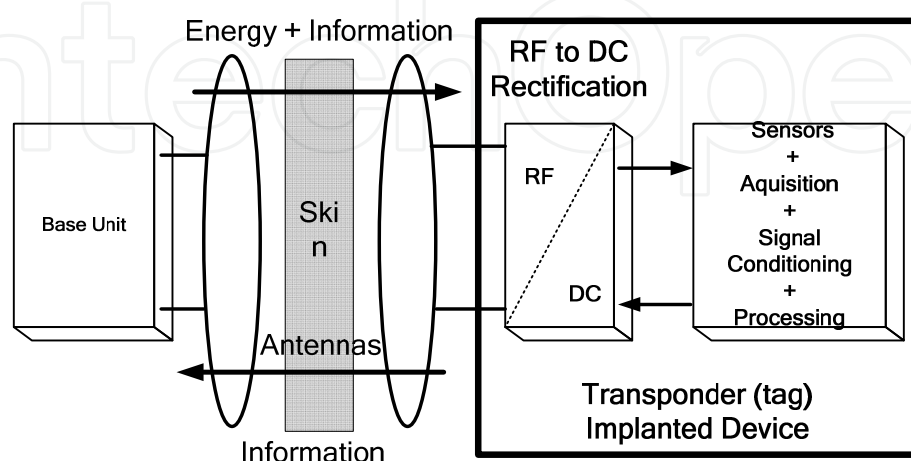 Energy + Information
RF to DC
Rectification
Base Unit
Ski
n
RF
DC
Sensors
+
Aquisition
+
Signal
Conditioning
+
Processing
Antennas
Information
Transponder (tag)
Implanted Device
ntechOpe